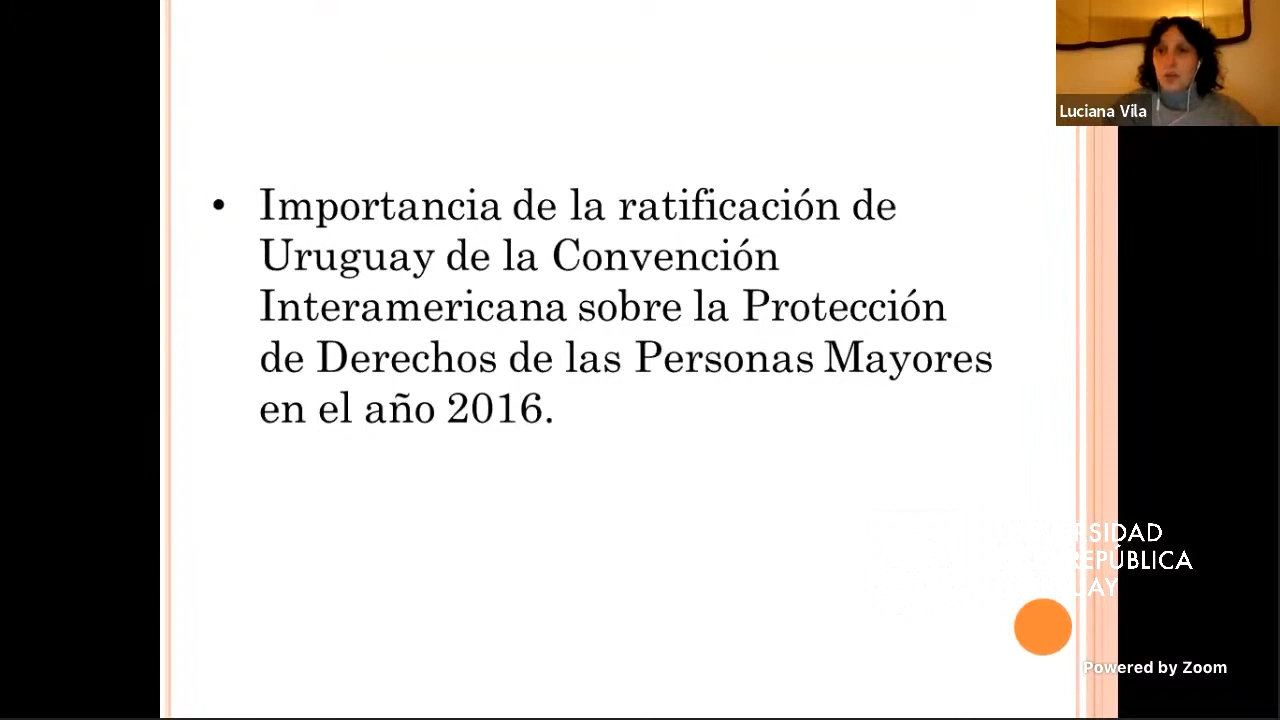 Luciana Vila
• Importancia de la ratificación de
Uruguay de la Convención
Interamericana sobre la Protección
de Derechos de las Personas Mayores
en el año 2016.
Powered by Zoom